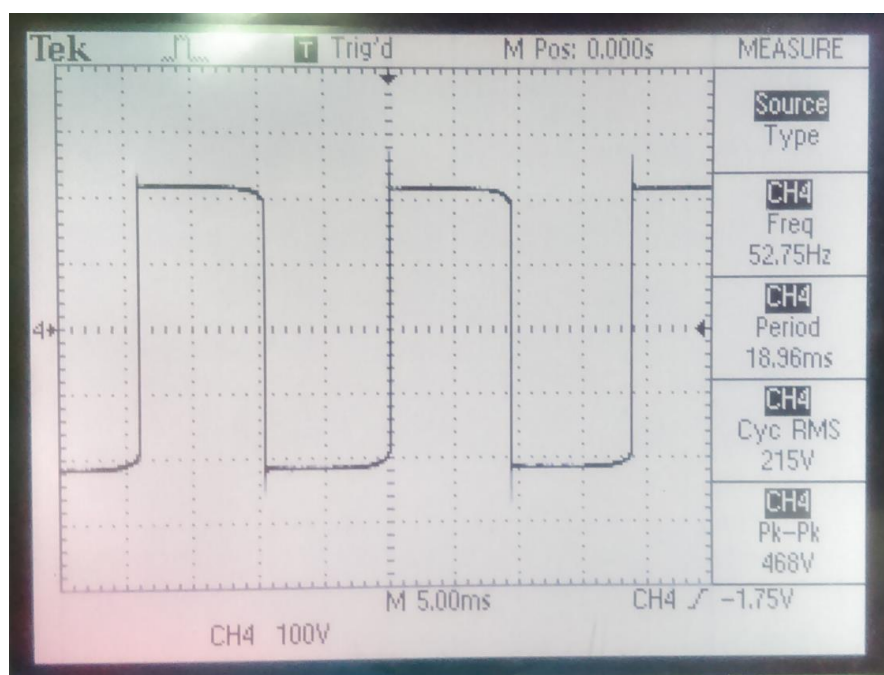 Tek T Trig'd M Pos: 0.000s MEASURE
Source
Type
CH4
Freq
52.75Hz
4
CH4
Period
18.96ms
CH4
Cyc RMS
215V
CH4
Pk-Pk
468V
M 5.00ms CH4 -1.75V
CH4 100V